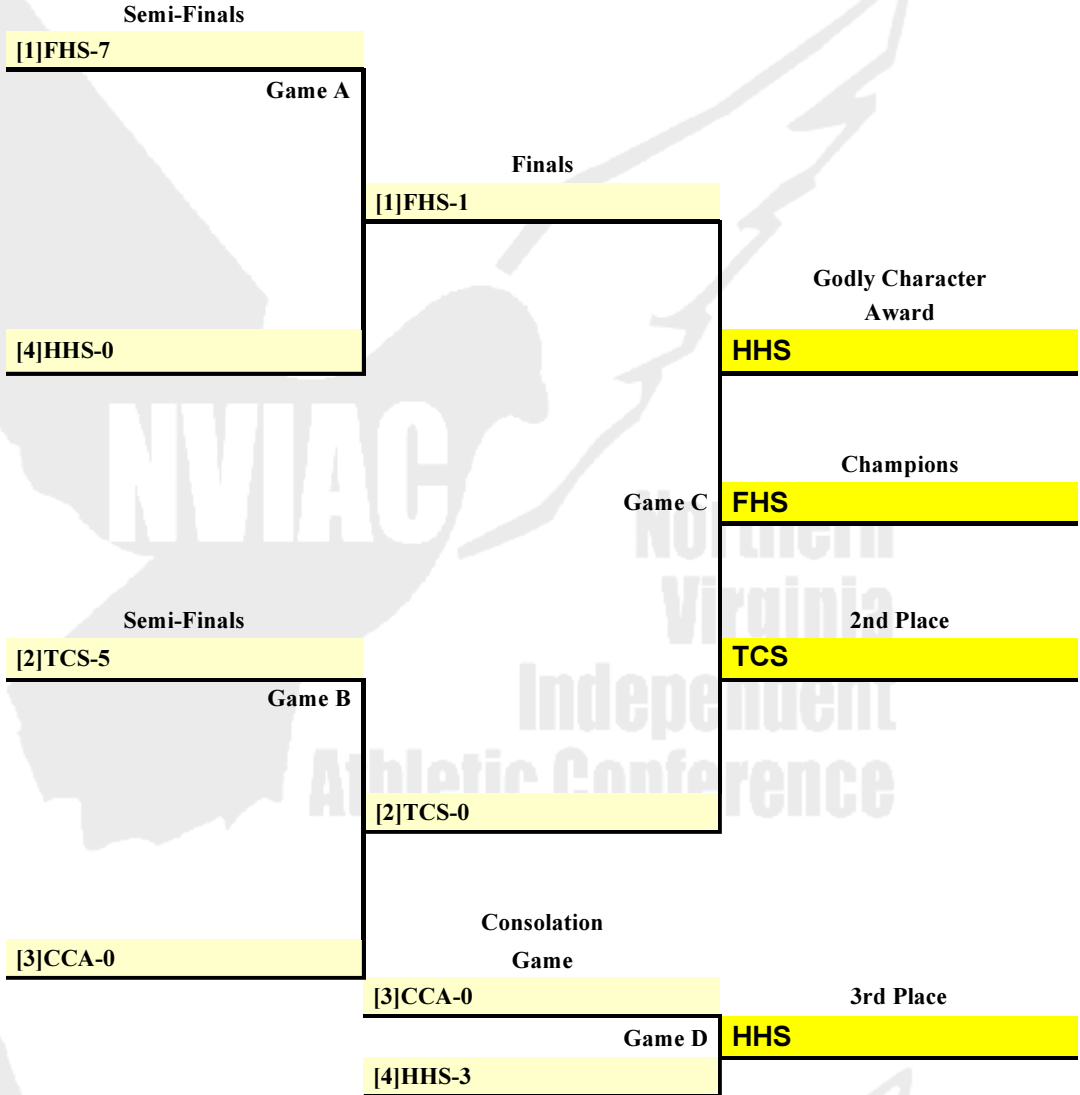 Semi-Finals
[1]FHS-7
Game A
Finals
[1]FHS-1
Godly Character
Award
[4]HHS-0
HHS
NVIAC
Champions
Game C
FHS
Northern
Virginia
Semi-Finals
2nd Place
[2]TCS-5
TCS
Game B
Independent
Athletic Conference
[2]TCS-0
Consolation
[3]CCA-0
Game
[3]CCA-0
3rd Place
Game D
HHS
[4]HHS-3